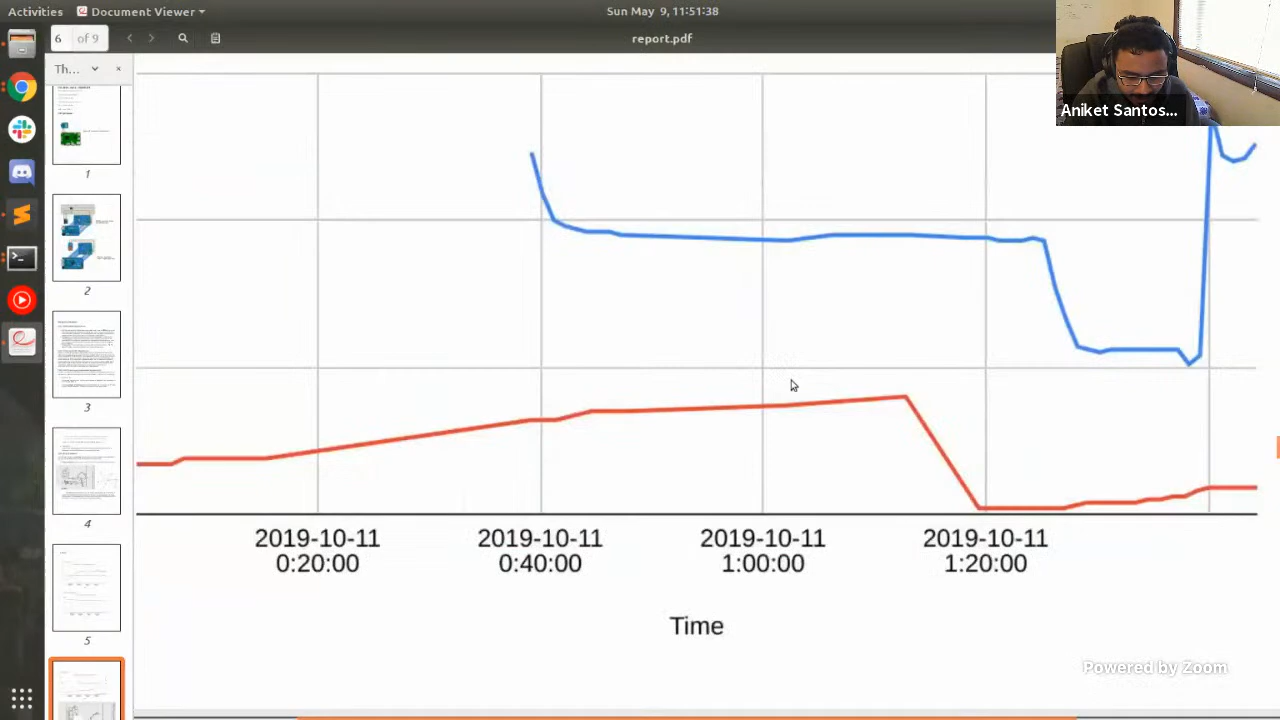 Activities Document Viewer Sun May 9, 11:51:38
6 of 9 report.pdf
Th...
Aniket Santos...
1
2
3
4
5
2019-10-11 2019-10-11 2019-10-11 2019-10-11
0:20:00 0:40:00 1:00:00 1:20:00
Time
Powered by Zoom